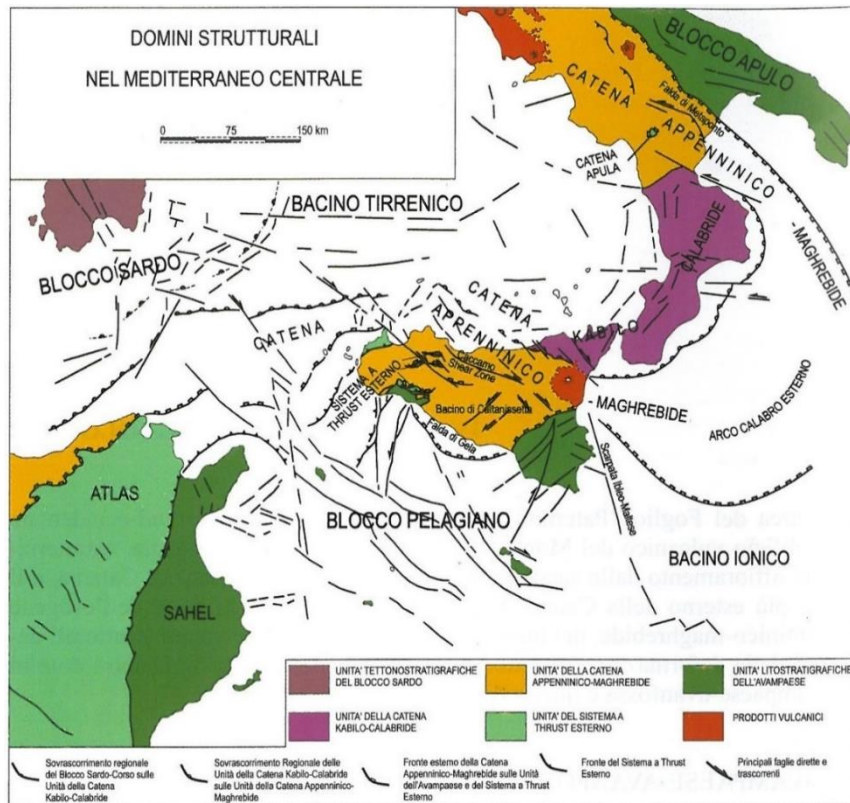 DOMINI STRUTTURALI
NEL MEDITERRANEO CENTRALE
0 75 150 km
BLOCCO APULO
CATENA
APPENNINICO
Falda di Metaponto
CATENA
APULA
- MAGHREBIDE
BACINO TIRRENICO
BLOCCO SARDO
CALABRIDE
KABILO
CATENA
APPENNINICO
CATENA
SISTEMA A
THRUST ESTERNO
Caccamo
Shear Zone
Bacino di Caltanissetta
Falda di Gela
- MAGHREBIDE
ARCO CALABRO ESTERNO
Scarpata Ibleo Maltese
ATLAS
BLOCCO PELAGIANO
BACINO IONICO
SAHEL
UNITA' TETTONOSTRATIGRAFICHE
DEL BLOCCO SARDO
UNITA' DELLA CATENA
APPENNINICO-MAGHREBIDE
UNITA' LITOSTRATIGRAFICHE
DELL'AVAMPAESE
UNITA' DELLA CATENA
KABILO-CALABRIDE
UNITA' DEL SISTEMA A
THRUST ESTERNO
PRODOTTI VULCANICI
Sovrascorrimento regionale
del Blocco Sardo-Corso sulle
Unità della Catena
Kabilo-Calabride
Sovrascorrimento Regionale delle
Unità della Catena Kabilo-Calabride
sulle Unità della Catena Appenninico-
Maghrebide
Fronte esterno della Catena
Appenninico-Maghrebide sulle Unità
dell'Avampaese e del Sistema a Thrust
Esterno
Fronte del Sistema a Thrust
Esterno
Principali faglie dirette e
trascorrenti